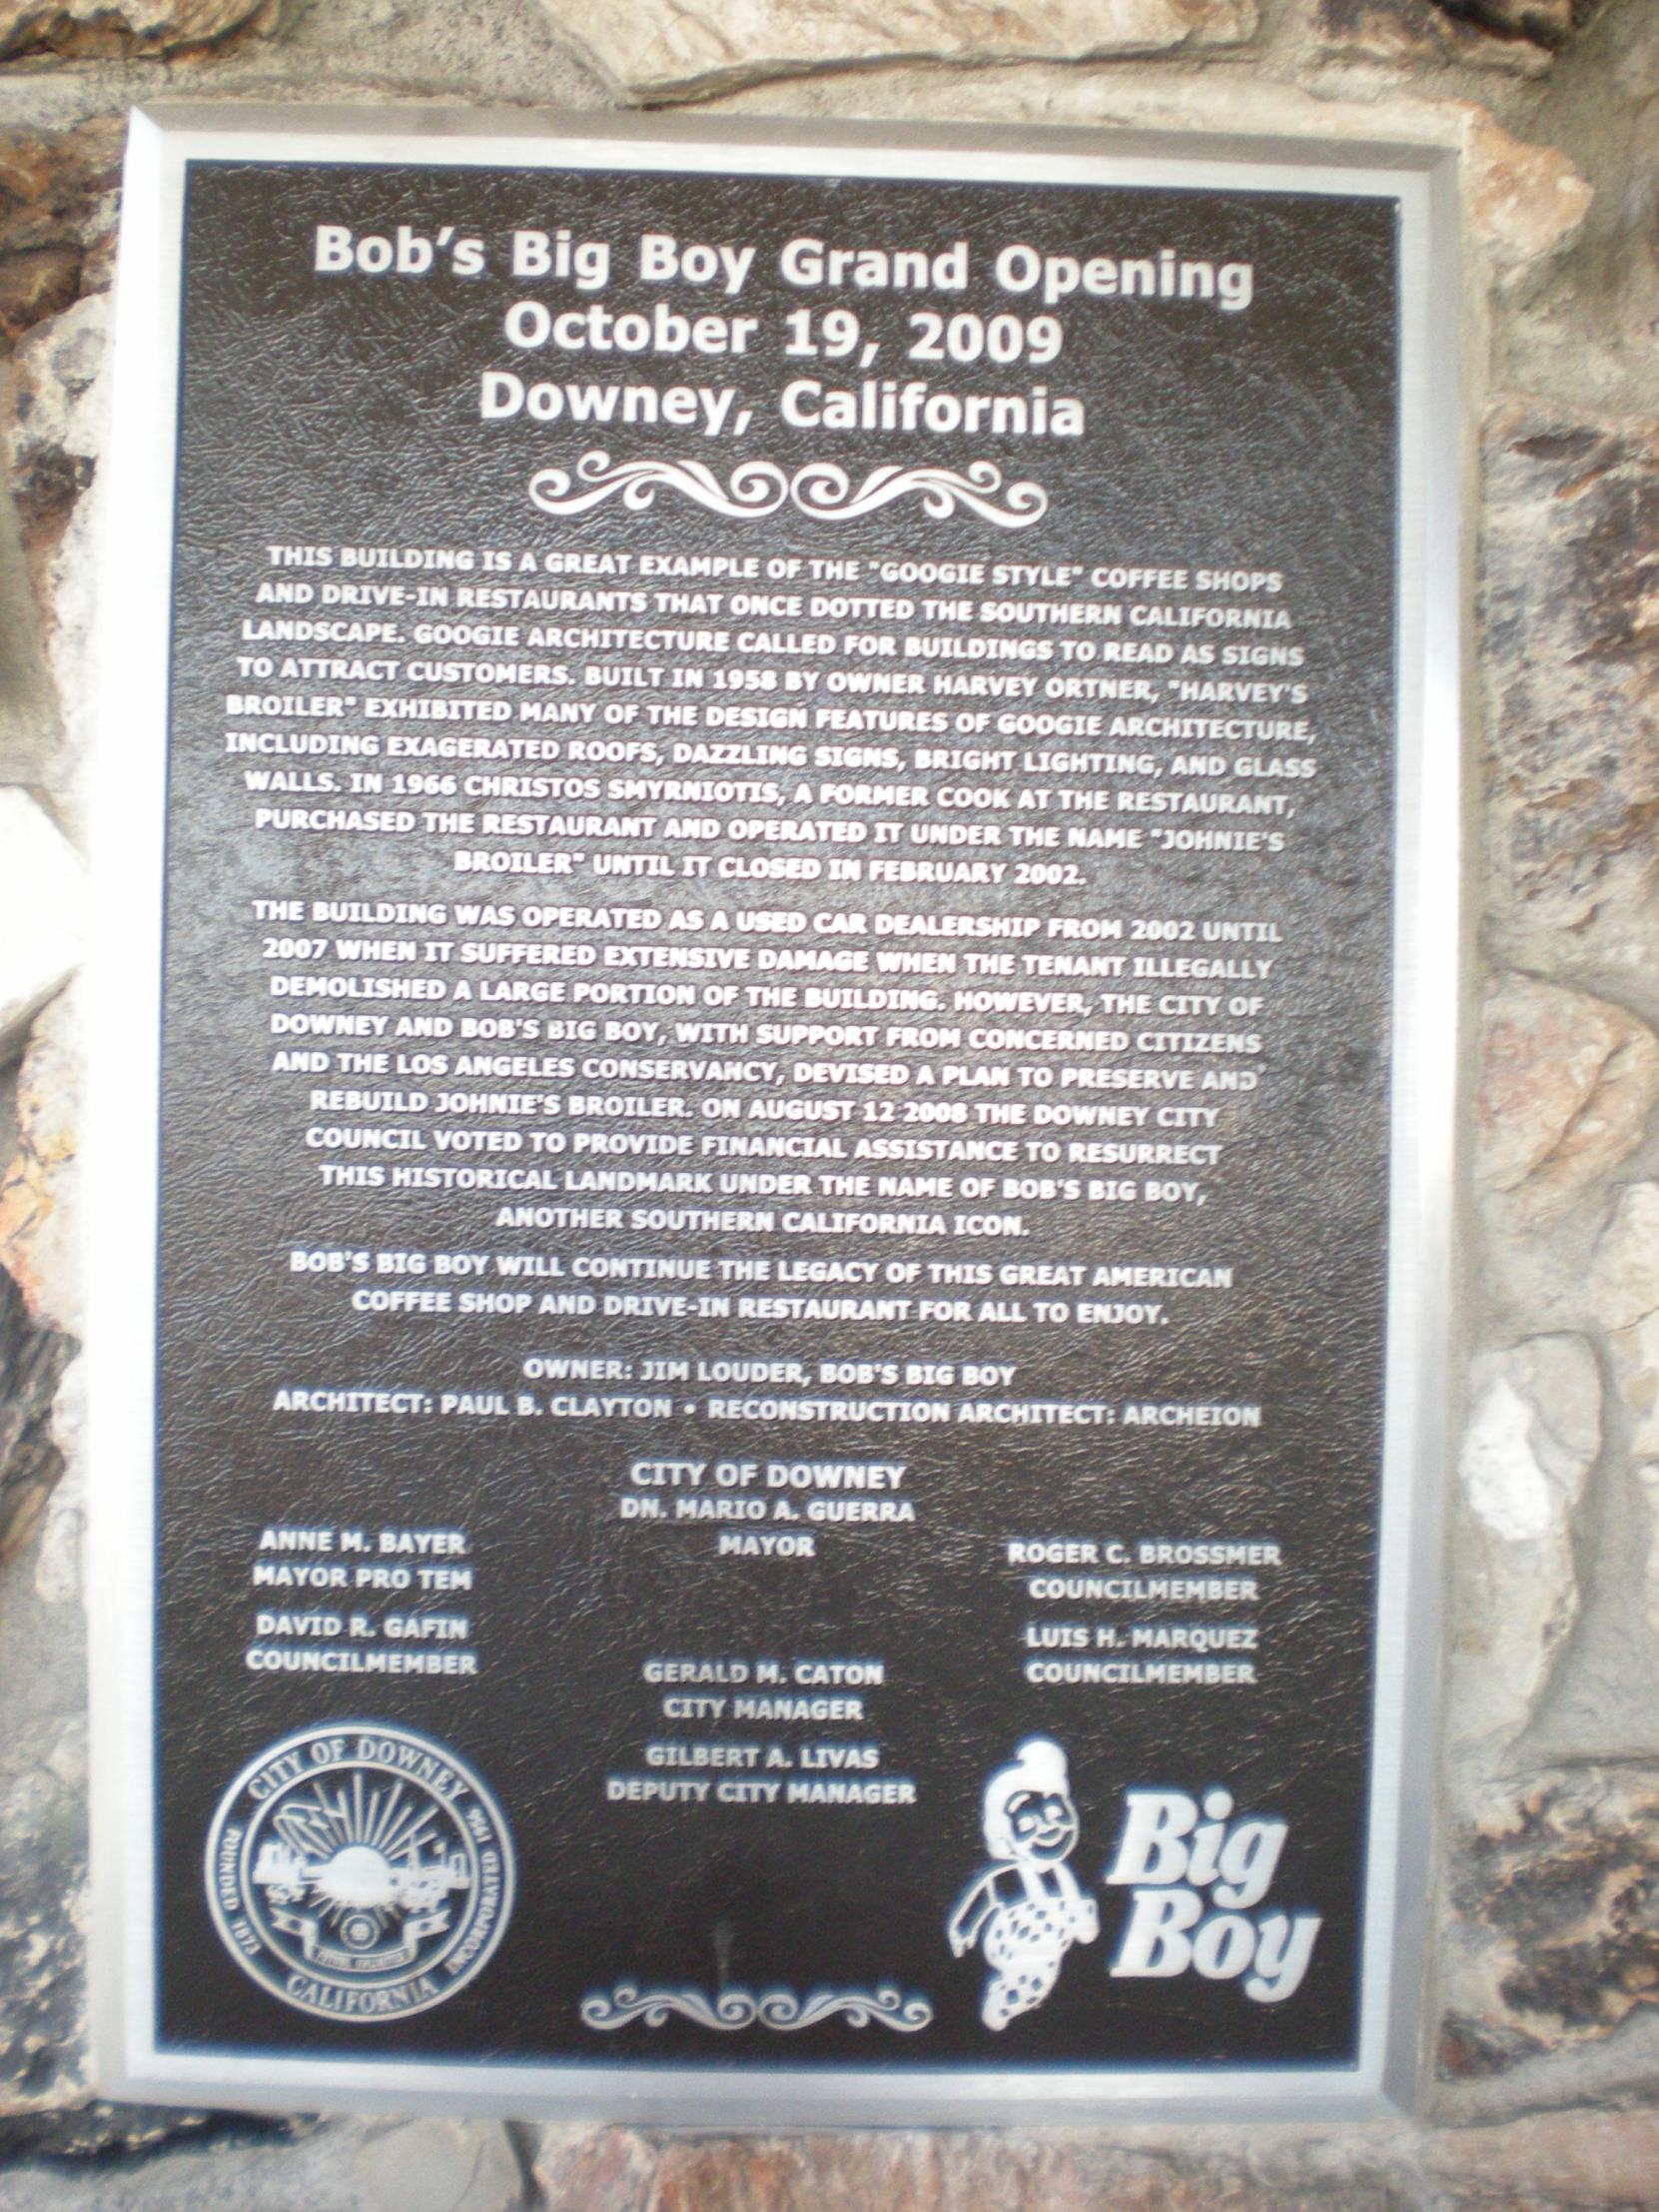 Bob's Big Boy Grand Opening
October 19, 2009
Downey, California
THIS BUILDING IS A GREAT EXAMPLE OF THE "GOOGIE STYLE" COFFEE SHOPS
AND DRIVE-IN RESTAURANTS THAT ONCE DOTTED THE SOUTHERN CALIFORNIA
LANDSCAPE. GOOGIE ARCHITECTURE CALLED FOR BUILDINGS TO READ AS SIGNS
TO ATTRACT CUSTOMERS. BUILT IN 1958 BY OWNER HARVEY ORTNER, "HARVEY'S
BROILER" EXHIBITED MANY OF THE DESIGN FEATURES OF GOOGIE ARCHITECTURE,
INCLUDING EXAGERATED ROOFS, DAZZLING SIGNS, BRIGHT LIGHTING, AND GLASS
WALLS. IN 1966 CHRISTOS SMYRNIOTIS, A FORMER COOK AT THE RESTAURANT,
PURCHASED THE RESTAURANT AND OPERATED IT UNDER THE NAME "JOHNIE'S
BROILER" UNTIL IT CLOSED IN FEBRUARY 2002.
THE BUILDING WAS OPERATED AS A USED CAR DEALERSHIP FROM 2002 UNTIL
2007 WHEN IT SUFFERED EXTENSIVE DAMAGE WHEN THE TENANT ILLEGALLY
DEMOLISHED A LARGE PORTION OF THE BUILDING. HOWEVER, THE CITY OF
DOWNEY AND BOB'S BIG BOY, WITH SUPPORT FROM CONCERNED CITIZENS
AND THE LOS ANGELES CONSERVANCY, DEVISED A PLAN TO PRESERVE AND
REBUILD JOHNIE'S BROILER. ON AUGUST 12 2008 THE DOWNEY CITY
COUNCIL VOTED TO PROVIDE FINANCIAL ASSISTANCE TO RESURRECT
THIS HISTORICAL LANDMARK UNDER THE NAME OF BOB'S BIG BOY,
ANOTHER SOUTHERN CALIFORNIA ICON.
BOB'S BIG BOY WILL CONTINUE THE LEGACY OF THIS GREAT AMERICAN
COFFEE SHOP AND DRIVE-IN RESTAURANT FOR ALL TO ENJOY.
OWNER: JIM LOUDER, BOB'S BIG BOY
ARCHITECT: PAUL B. CLAYTON • RECONSTRUCTION ARCHITECT: ARCHEION
CITY OF DOWNEY
DN. MARIO A. GUERRA
MAYOR
ANNE M. BAYER
MAYOR PRO TEM
DAVID R. GAFIN
COUNCILMEMBER
ROGER C. BROSSMER
COUNCILMEMBER
LUIS H. MARQUEZ
COUNCILMEMBER
GERALD M. CATON
CITY MANAGER
GILBERT A. LIVAS
DEPUTY CITY MANAGER
CITY OF DOWNEY
FOUNDED 1873
INCORPORATED 1956
CALIFORNIA
Big
Boy